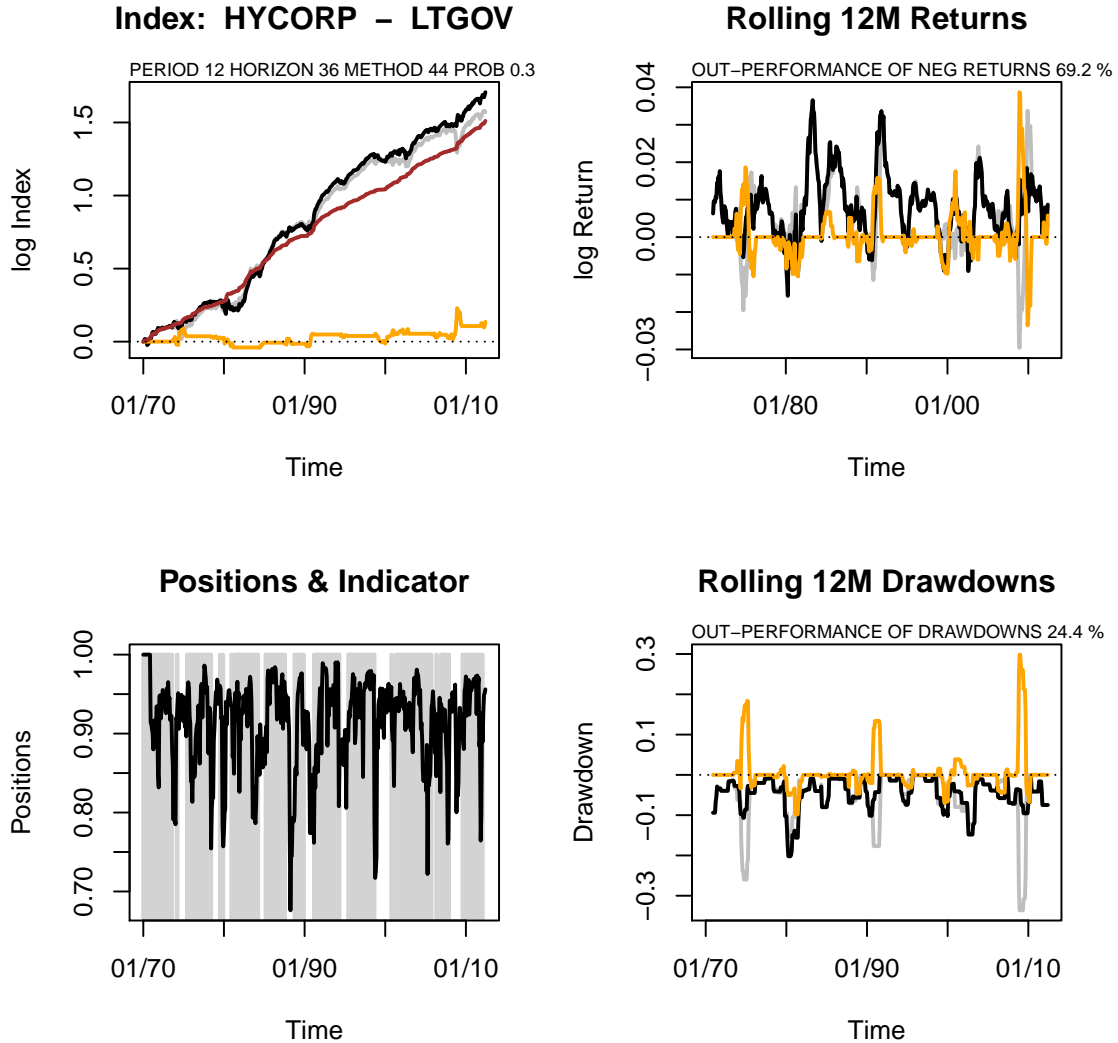 Index:  HYCORP  −  LTGOV
PERIOD 12 HORIZON 36 METHOD 44 PROB 0.3
log Index
1.5
1.0
0.5
0.0
01/70
01/90
01/10
Time
Rolling 12M Returns
OUT−PERFORMANCE OF NEG RETURNS 69.2 %
log Return
0.04
0.02
0.00
−0.03
01/80
01/00
Time
Positions & Indicator
Positions
1.00
0.90
0.80
0.70
01/70
01/90
01/10
Time
Rolling 12M Drawdowns
OUT−PERFORMANCE OF DRAWDOWNS 24.4 %
Drawdown
0.3
0.1
−0.1
−0.3
01/70
01/90
01/10
Time